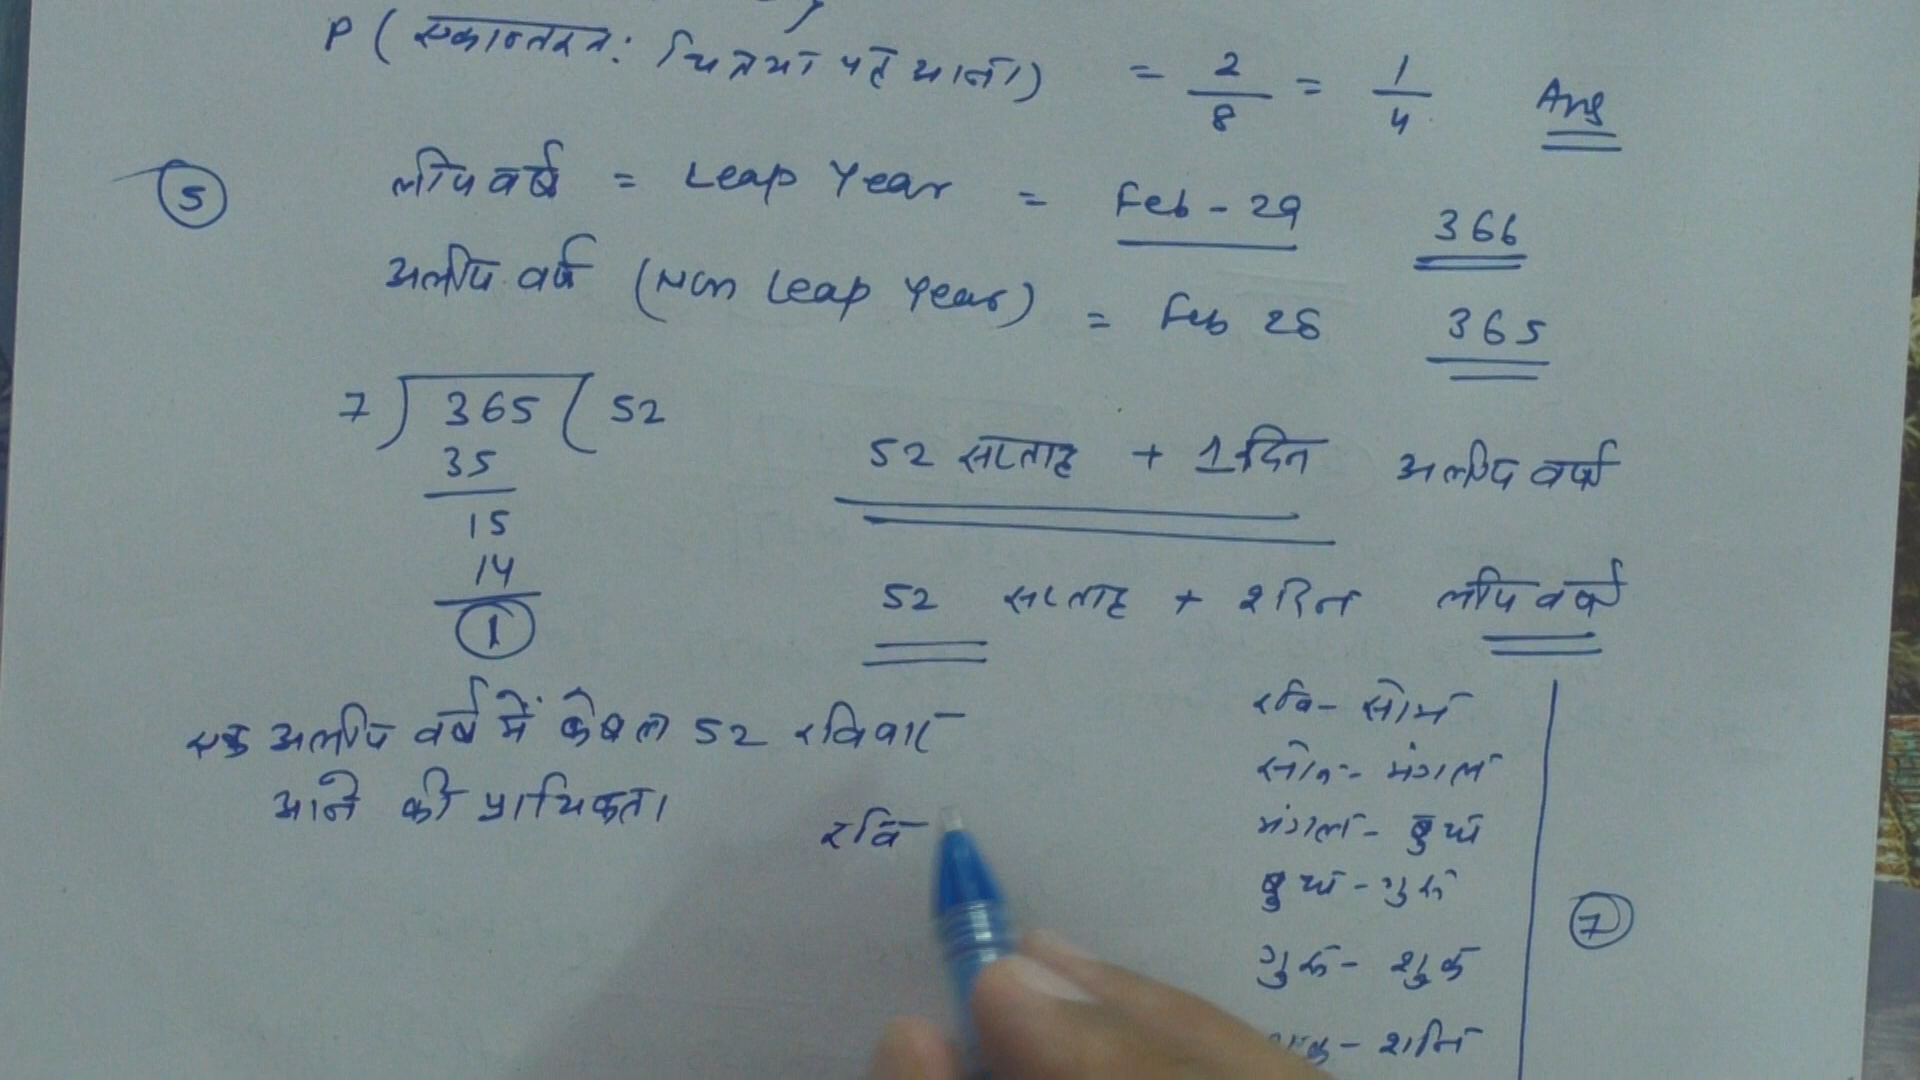 P ( एकान्तरत: चित्र या पट आना) = 2/8 = 1/4 Ans
5 लीप वर्ष = Leap Year = Feb - 29 366
अलीप वर्ष (Non Leap Year) = Feb 28 365
7 ) 365 ( 52
35
15
14
1
52 सप्ताह + 1 दिन अलीप वर्ष
52 सप्ताह + 2 दिन लीप वर्ष
एक अलीप वर्ष में केवल 52 रविवार
आने की प्रायिकता
रवि
रवि - सोम
सोम - मंगल
मंगल - बुध
बुध - गुरु
गुरु - शुक्र
- शनि
7